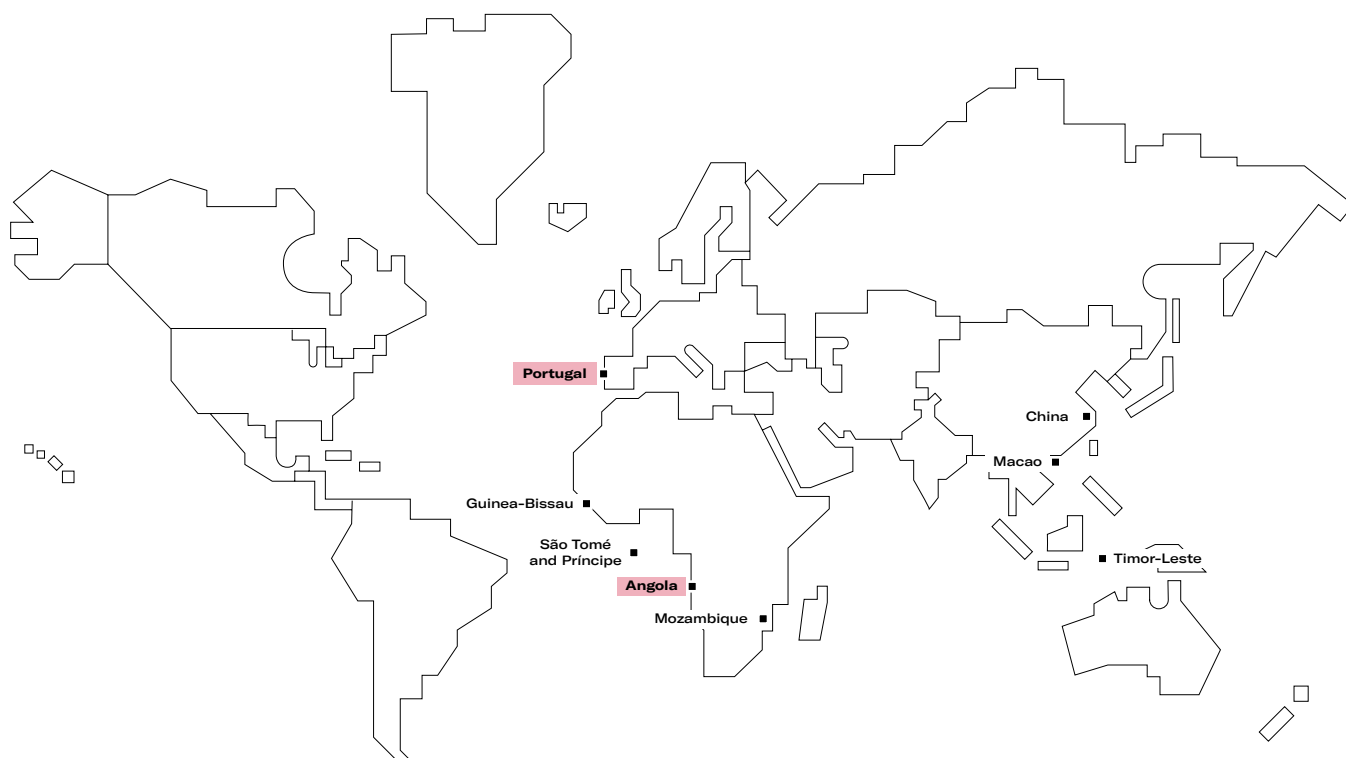 Portugal
China
Macao
Guinea-Bissau
São Tomé
and Príncipe
Timor-Leste
Angola
Mozambique